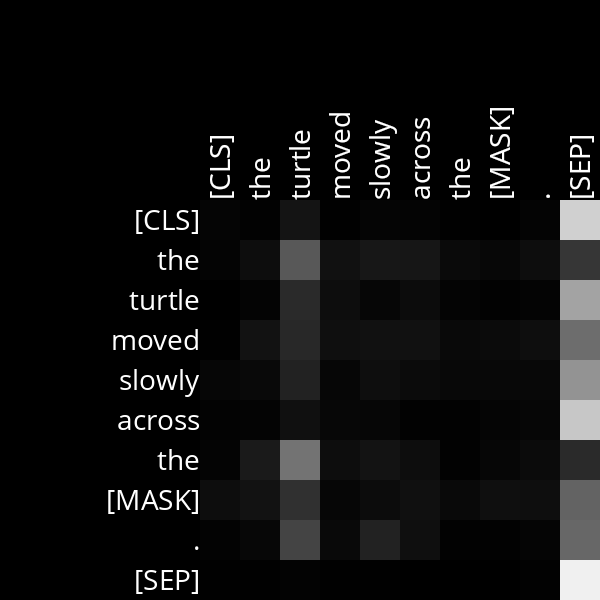 [CLS] the turtle moved slowly across the [MASK] . [SEP]
[CLS]
the
turtle
moved
slowly
across
the
[MASK]
.
[SEP]